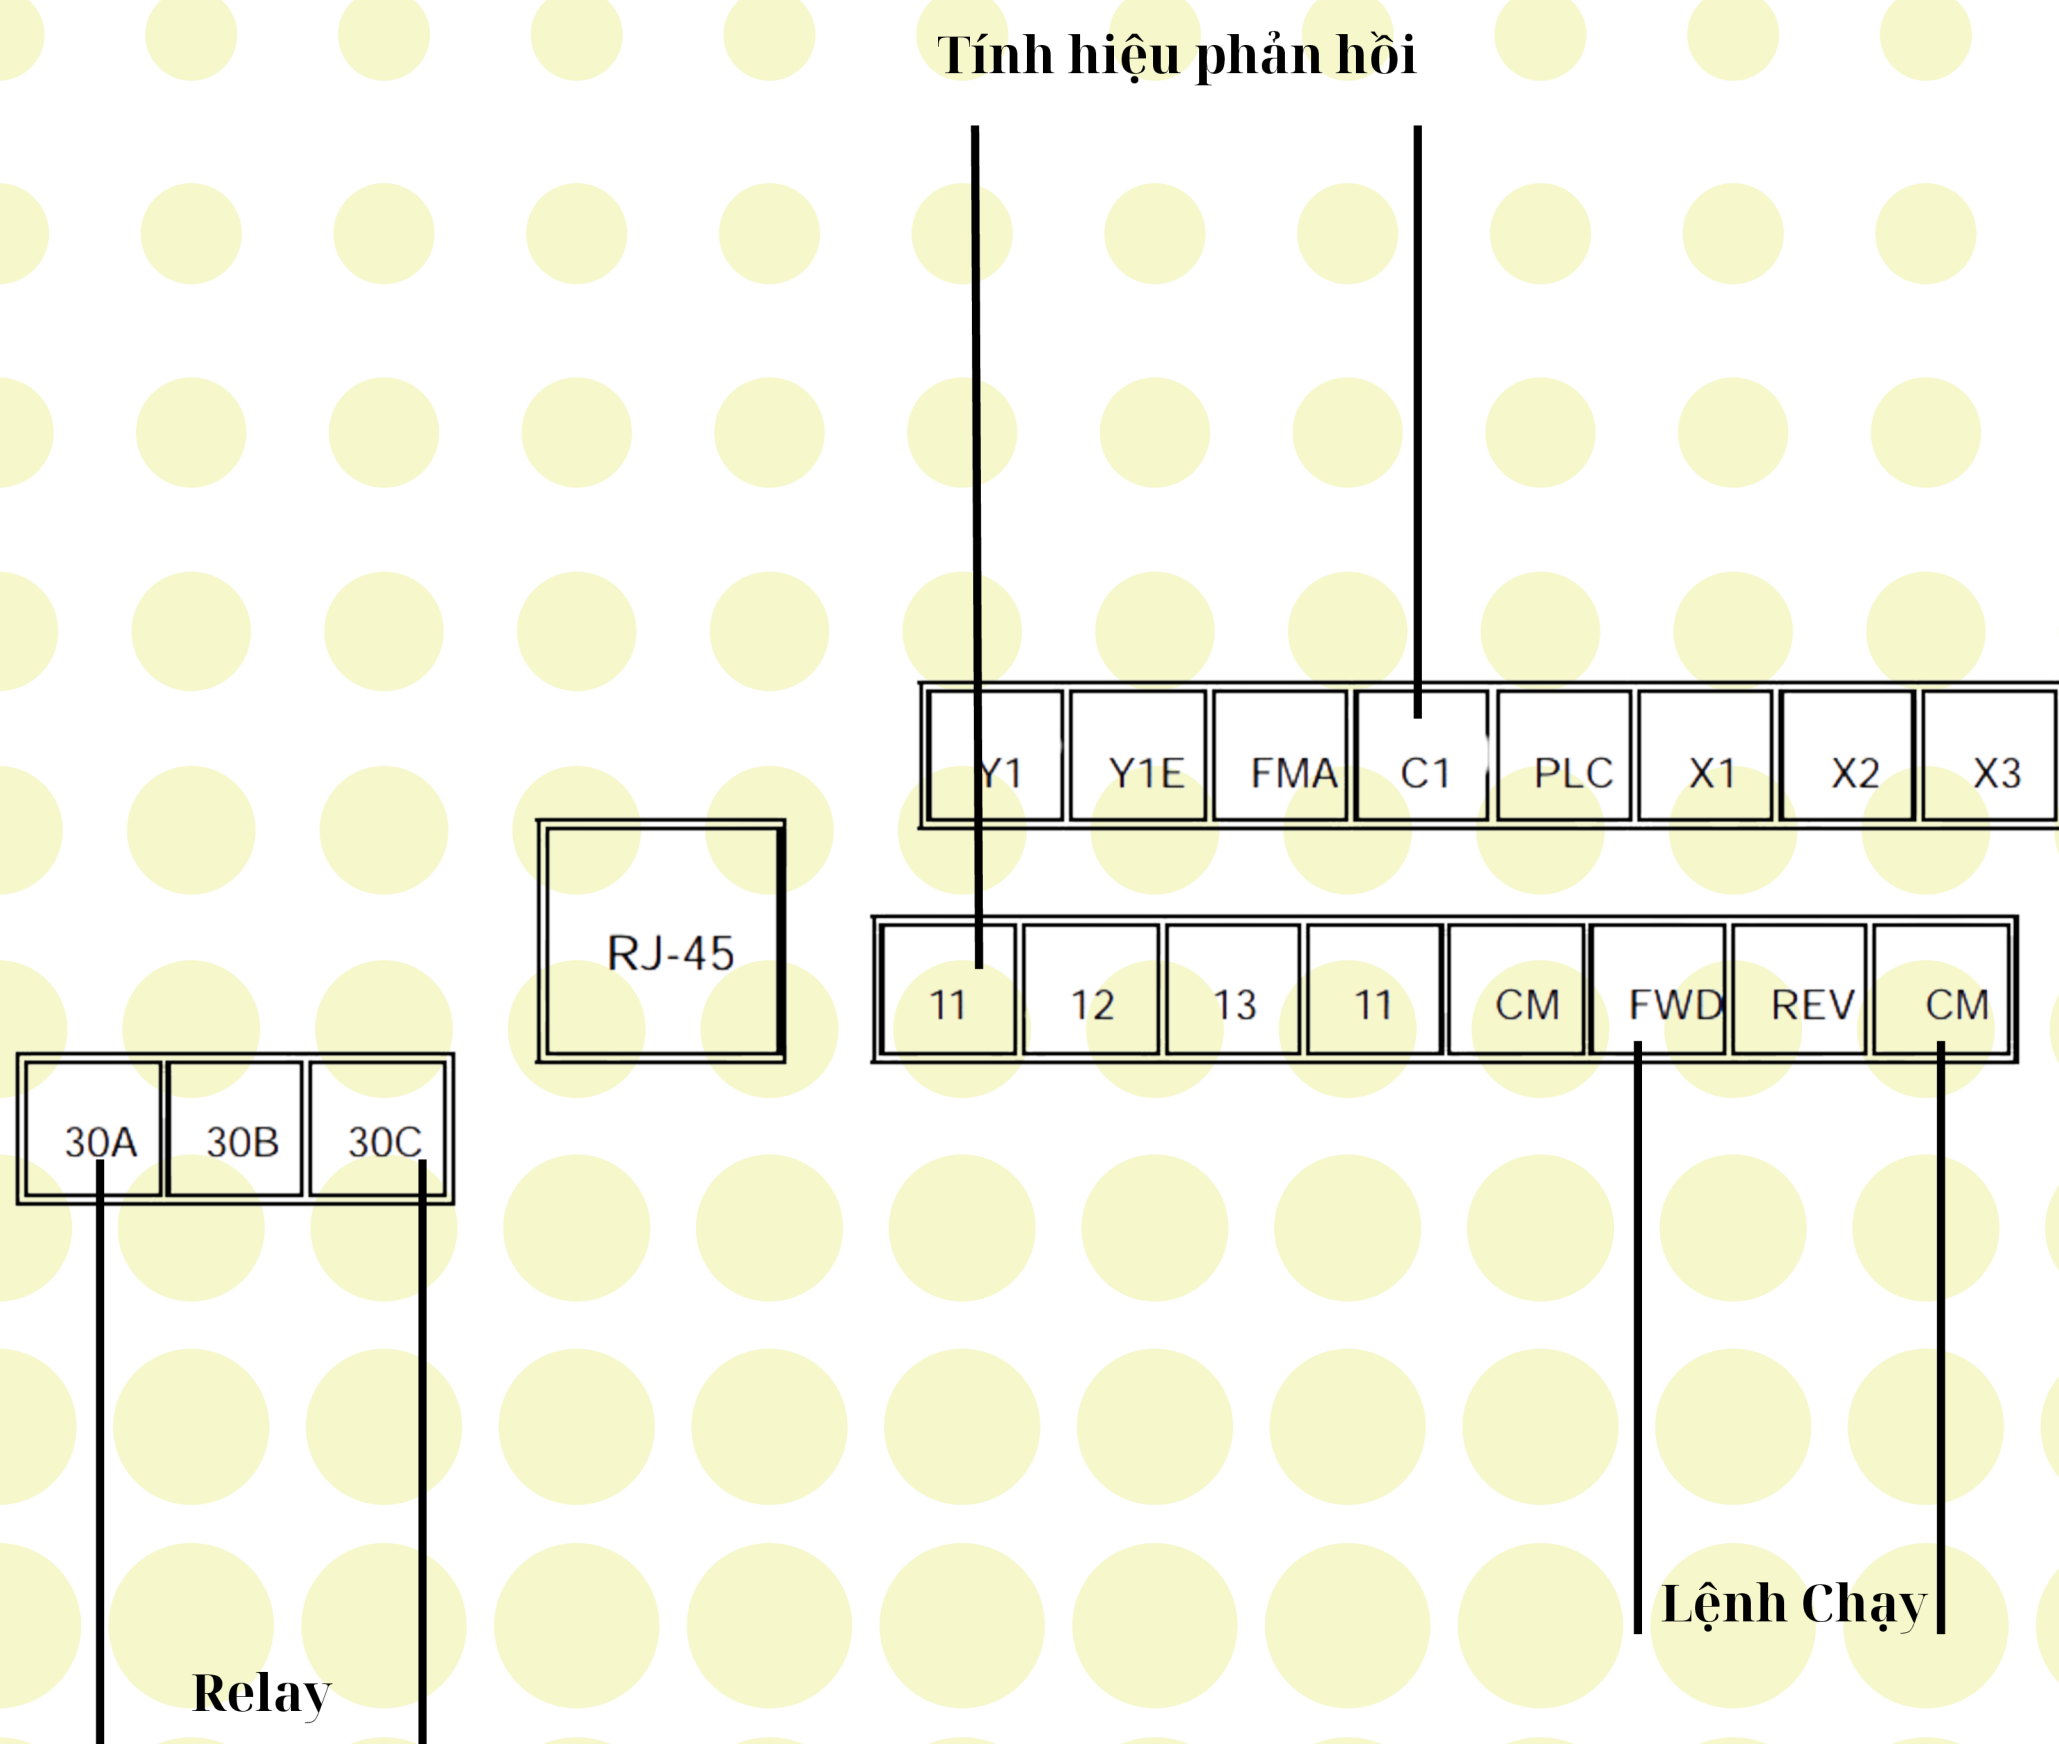 Tính hiệu phản hồi
Y1 Y1E FMA C1 PLC X1 X2 X3
RJ-45
11 12 13 11 CM FWD REV CM
30A 30B 30C
Lệnh Chạy
Relay